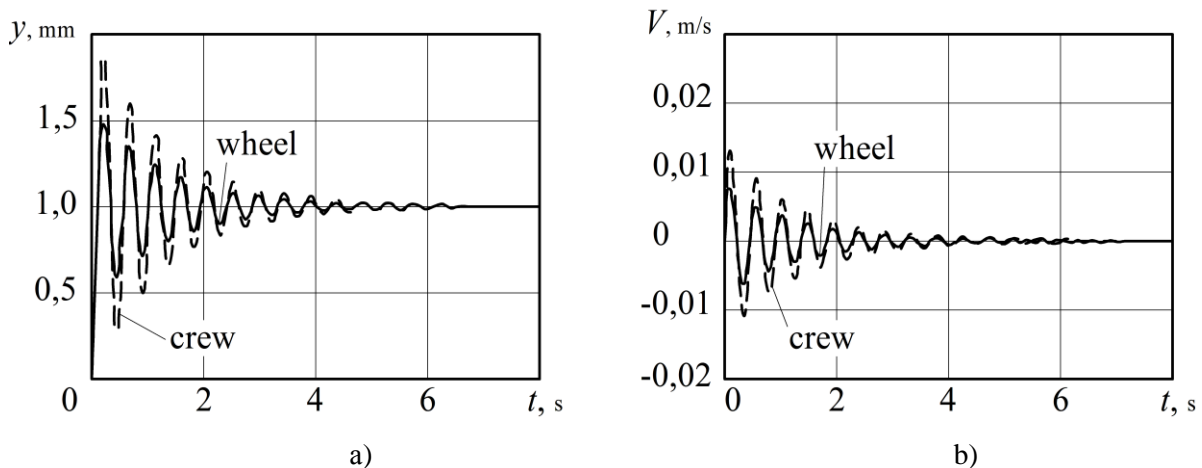 y, mm
1,5
1,0
0,5
0
2
4
6
t, s
wheel
crew
a)
V, m/s
0,02
0,01
0
-0,01
-0,02
0
2
4
6
t, s
wheel
crew
b)